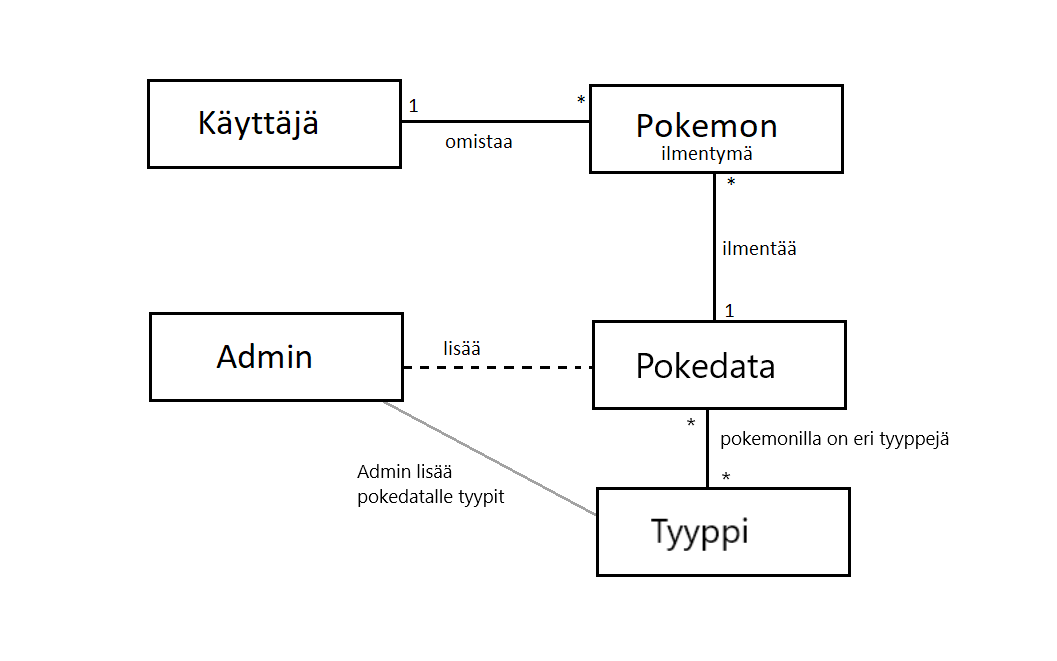 Käyttäjä
1
*
omistaa
Pokemon
ilmentymä
*
ilmentää
1
Admin
lisää
Pokedata
*
pokemonilla on eri tyyppejä
*
Admin lisää
pokedatalle tyypit
Tyyppi